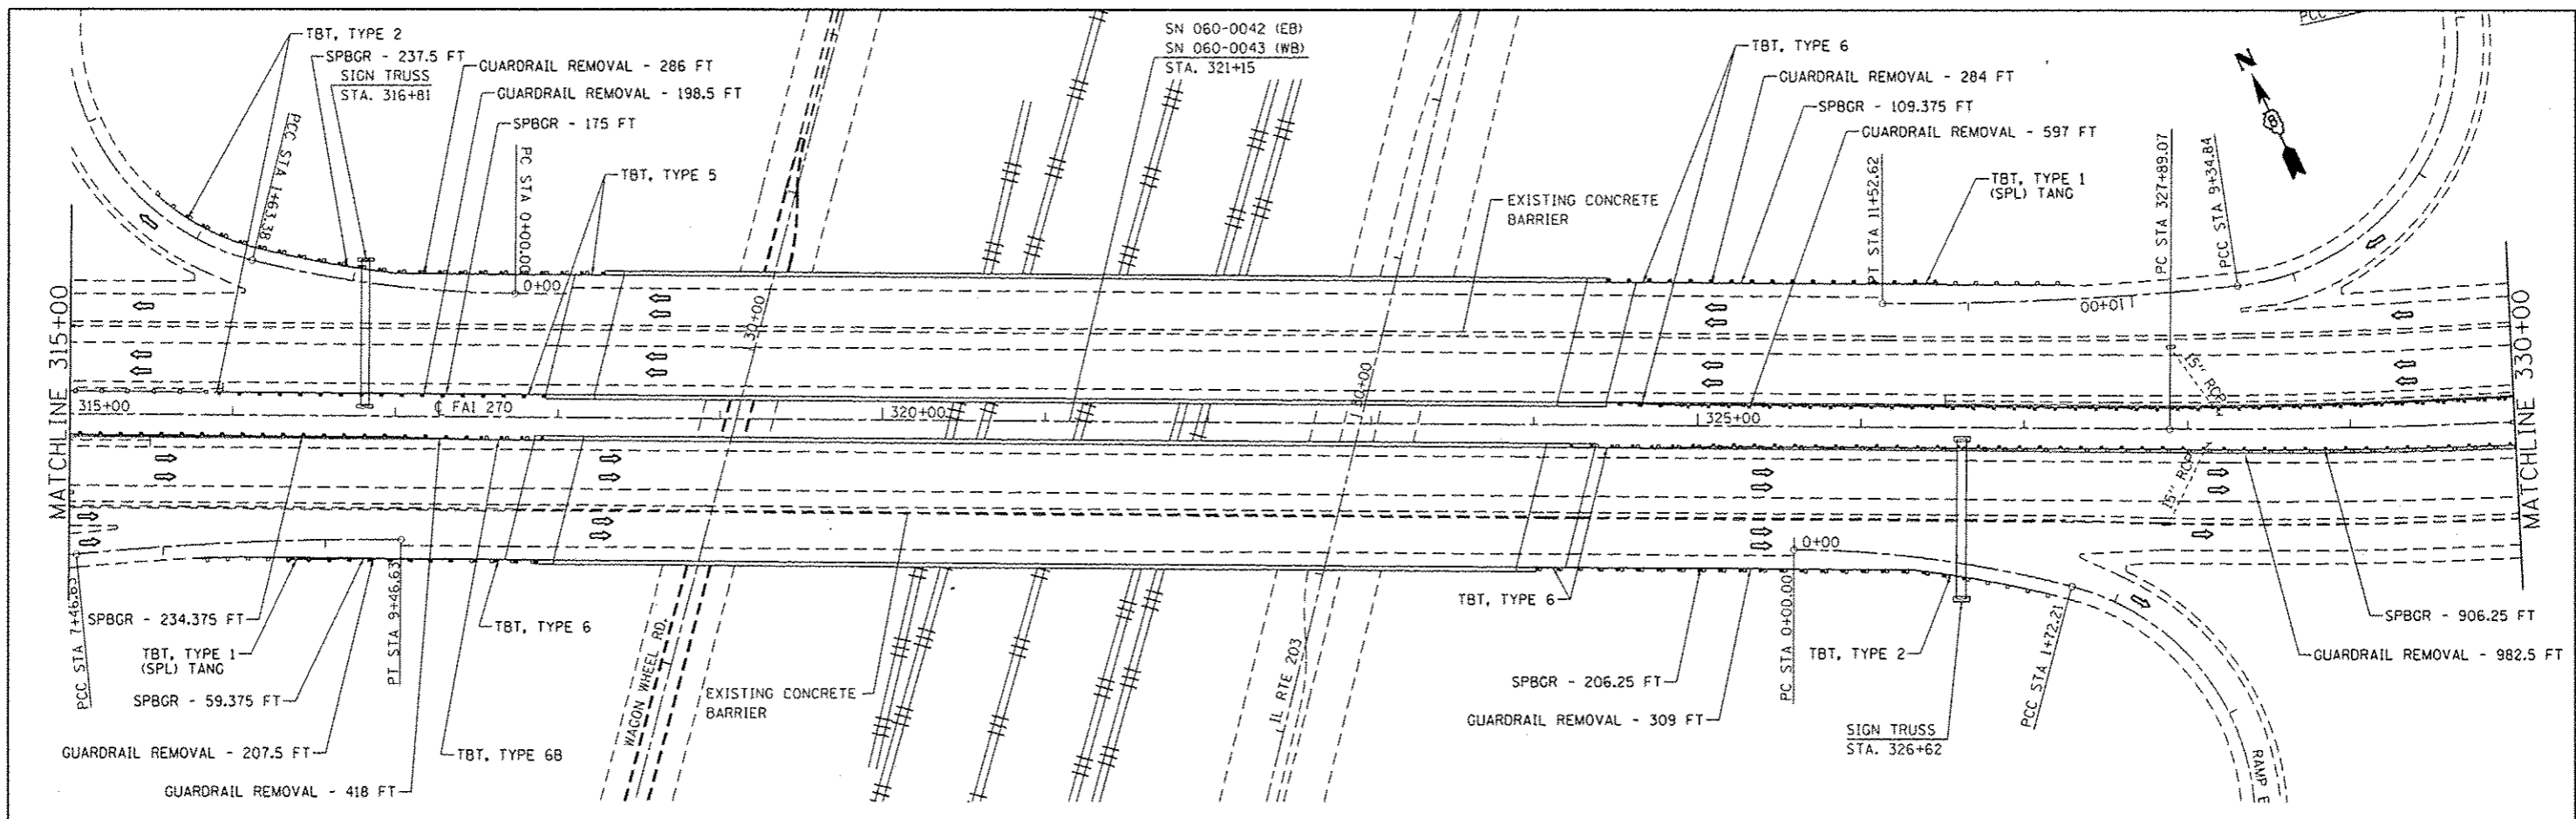 TBT, TYPE 2
SPBGR - 237.5 FT
SIGN TRUSS
STA. 316+81
GUARDRAIL REMOVAL - 286 FT
GUARDRAIL REMOVAL - 198.5 FT
SPBGR - 175 FT
TBT, TYPE 5
PCC STA 1+63.38
PC STA 0+00.00
0+00
SN 060-0042 (EB)
SN 060-0043 (WB)
STA. 321+15
EXISTING CONCRETE
BARRIER
TBT, TYPE 6
GUARDRAIL REMOVAL - 284 FT
SPBGR - 109.375 FT
GUARDRAIL REMOVAL - 597 FT
TBT, TYPE 1
(SPL) TANG
PT STA 11+52.62
PC STA 327+89.07
PCC STA 9+34.84
N
11+00
MATCHLINE 315+00
MATCHLINE 330+00
30+00
30+00
15" RCP
315+00
℄ FAI 270
320+00
325+00
15" RCP
0+00
PCC STA 7+46.63
SPBGR - 234.375 FT
TBT, TYPE 1
(SPL) TANG
SPBGR - 59.375 FT
GUARDRAIL REMOVAL - 207.5 FT
GUARDRAIL REMOVAL - 418 FT
PT STA 9+46.63
TBT, TYPE 6
TBT, TYPE 6B
WAGON WHEEL RD.
EXISTING CONCRETE
BARRIER
IL RTE 203
TBT, TYPE 6
SPBGR - 206.25 FT
GUARDRAIL REMOVAL - 309 FT
PC STA 0+00.00
TBT, TYPE 2
SIGN TRUSS
STA. 326+62
PCC STA 1+72.21
SPBGR - 906.25 FT
GUARDRAIL REMOVAL - 982.5 FT
RAMP E